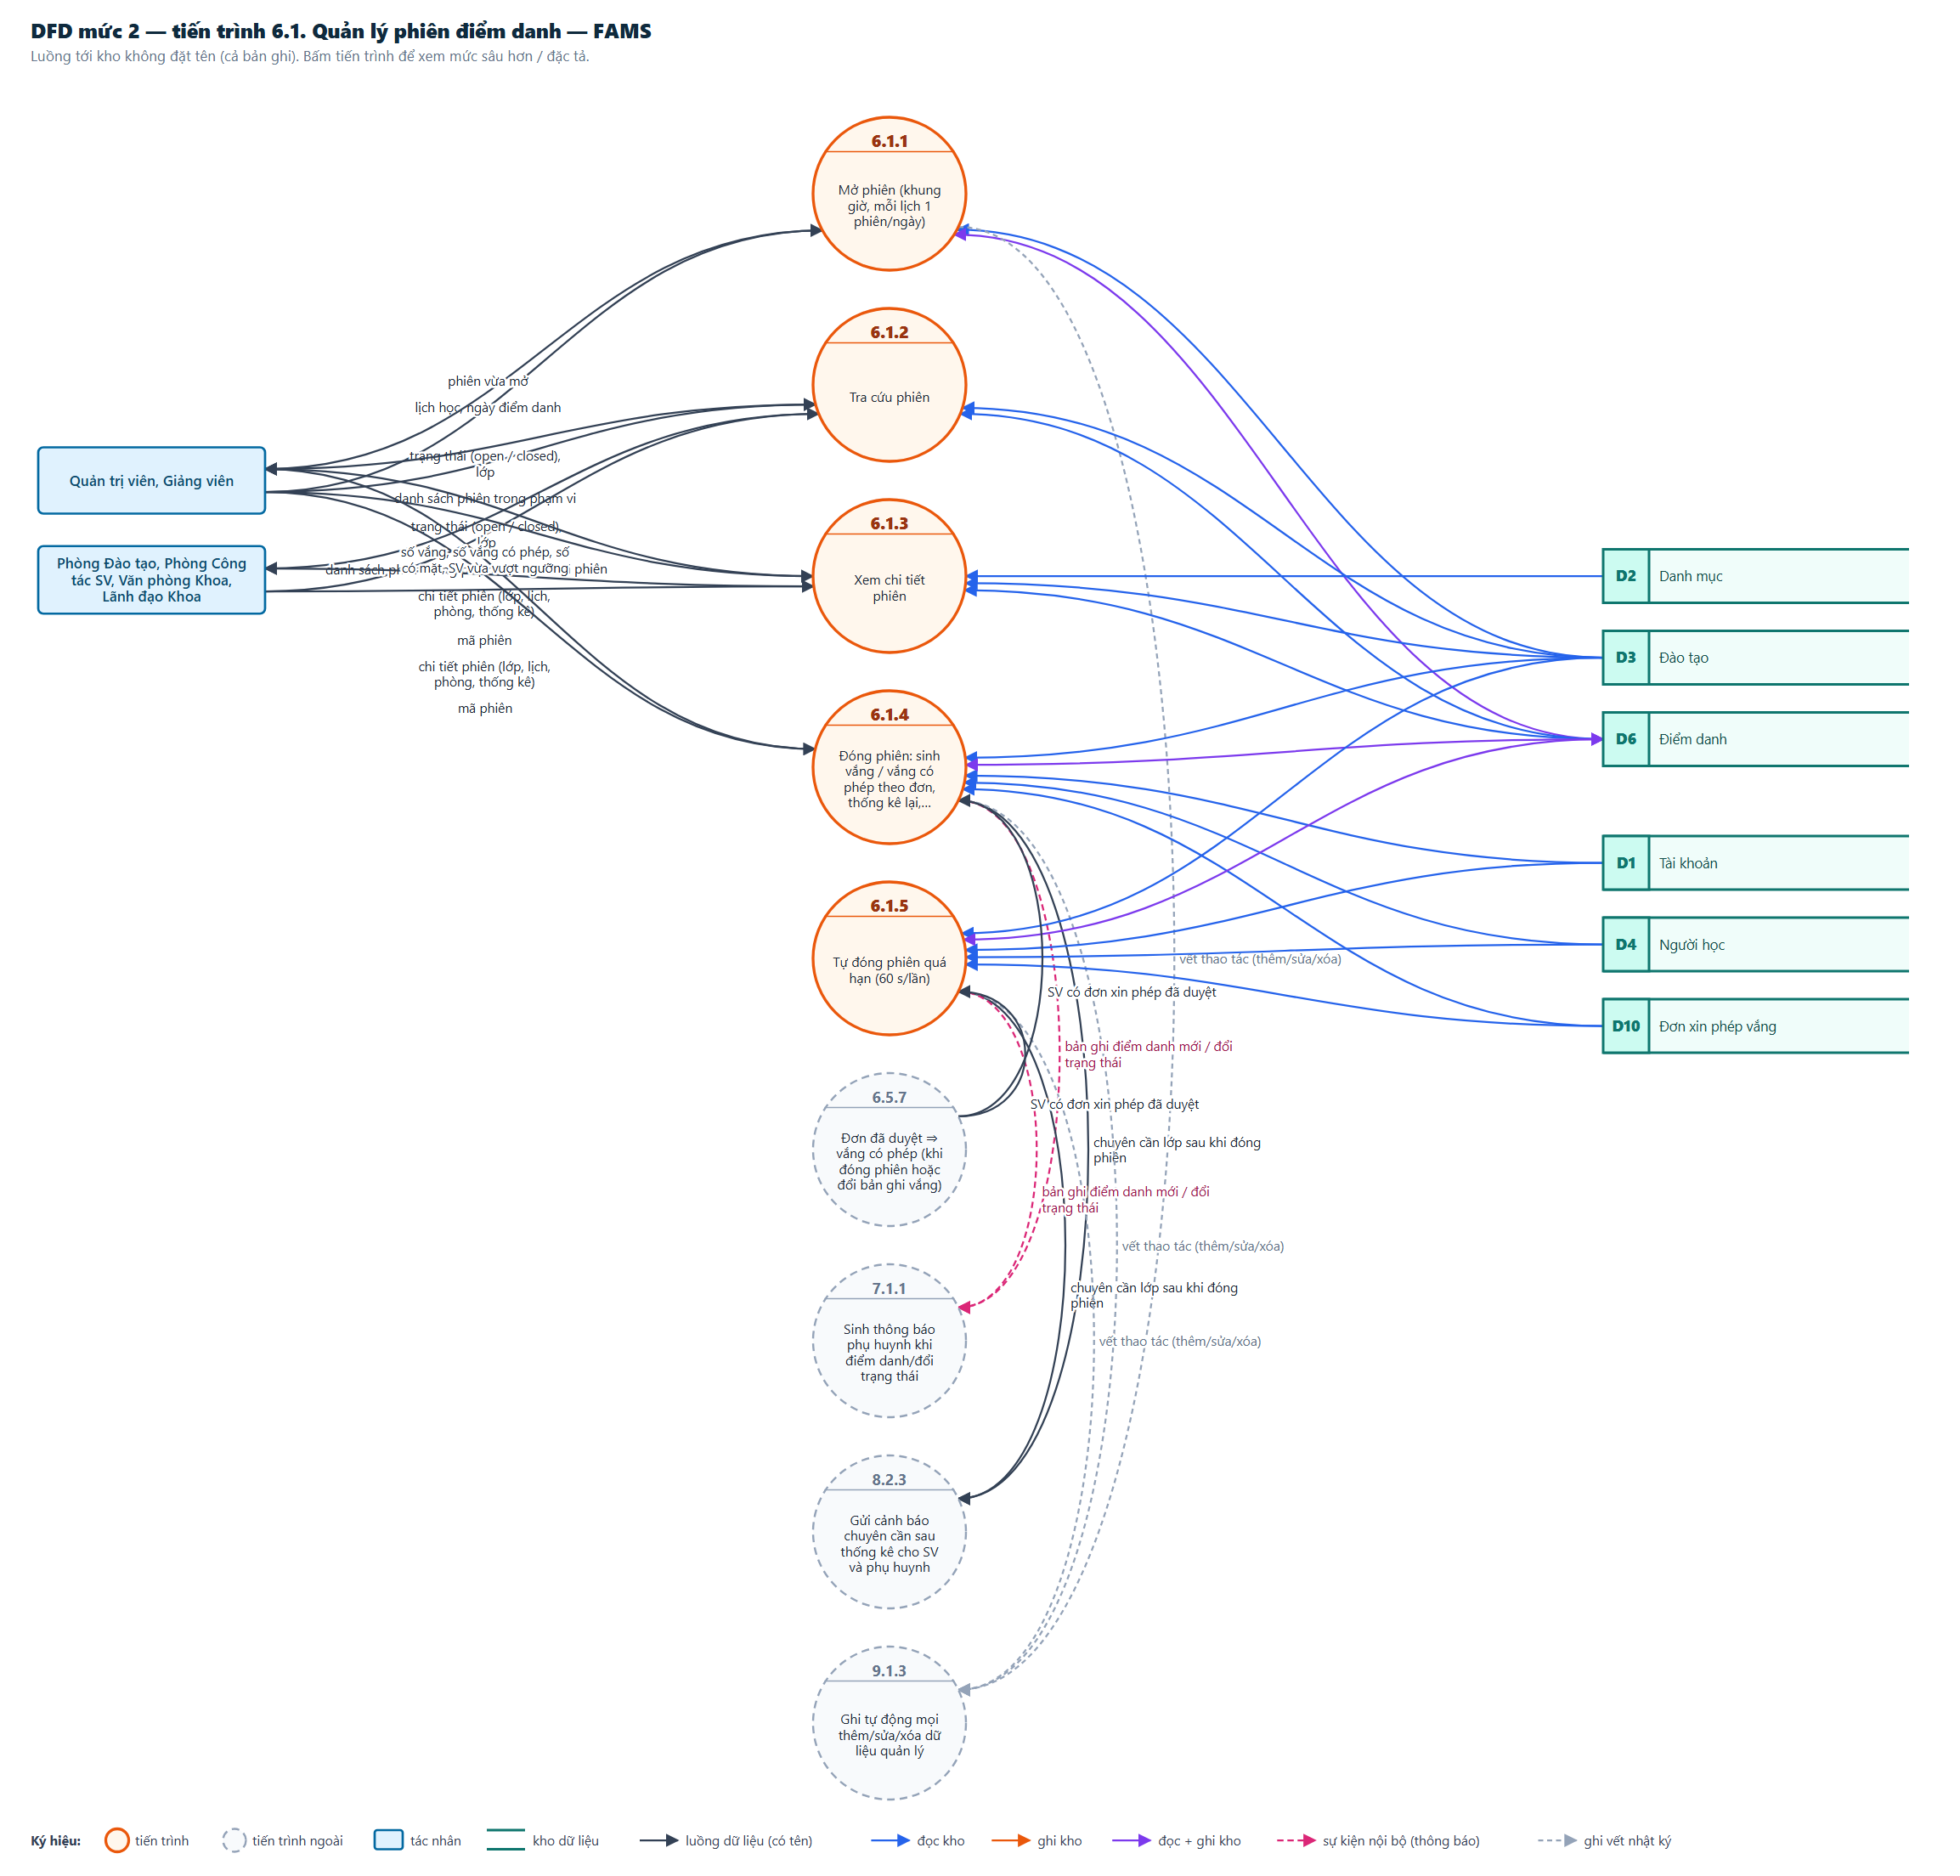 DFD mức 2 — tiến trình 6.1. Quản lý phiên điểm danh — FAMS
Luồng tới kho không đặt tên (cả bản ghi). Bấm tiến trình để xem mức sâu hơn / đặc tả.
6.1.1
Mở phiên (khung
giờ, mỗi lịch 1
phiên/ngày)
6.1.2
Tra cứu phiên
6.1.3
Xem chi tiết
phiên
6.1.4
Đóng phiên: sinh
vắng / vắng có
phép theo đơn,
thống kê lại,...
6.1.5
Tự đóng phiên quá
hạn (60 s/lần)
6.5.7
Đơn đã duyệt ⇒
vắng có phép (khi
đóng phiên hoặc
đổi bản ghi vắng)
7.1.1
Sinh thông báo
phụ huynh khi
điểm danh/đổi
trạng thái
8.2.3
Gửi cảnh báo
chuyên cần sau
thống kê cho SV
và phụ huynh
9.1.3
Ghi tự động mọi
thêm/sửa/xóa dữ
liệu quản lý
Quản trị viên, Giảng viên
Phòng Đào tạo, Phòng Công
tác SV, Văn phòng Khoa,
Lãnh đạo Khoa
phiên vừa mở
lịch học, ngày điểm danh
trạng thái (open / closed),
lớp
danh sách phiên trong phạm vi
trạng thái (open / closed),
lớp
số vắng, số vắng có phép, số
có mặt, SV vừa vượt ngưỡng
danh sách phiên
chi tiết phiên (lớp, lịch,
phòng, thống kê)
mã phiên
chi tiết phiên (lớp, lịch,
phòng, thống kê)
mã phiên
D2 Danh mục
D3 Đào tạo
D6 Điểm danh
D1 Tài khoản
D4 Người học
D10 Đơn xin phép vắng
vết thao tác (thêm/sửa/xóa)
SV có đơn xin phép đã duyệt
bản ghi điểm danh mới / đổi
trạng thái
SV có đơn xin phép đã duyệt
chuyên cần lớp sau khi đóng
phiên
bản ghi điểm danh mới / đổi
trạng thái
vết thao tác (thêm/sửa/xóa)
chuyên cần lớp sau khi đóng
phiên
vết thao tác (thêm/sửa/xóa)
Ký hiệu: tiến trình tiến trình ngoài tác nhân kho dữ liệu luồng dữ liệu (có tên) đọc kho ghi kho đọc + ghi kho sự kiện nội bộ (thông báo) ghi vết nhật ký